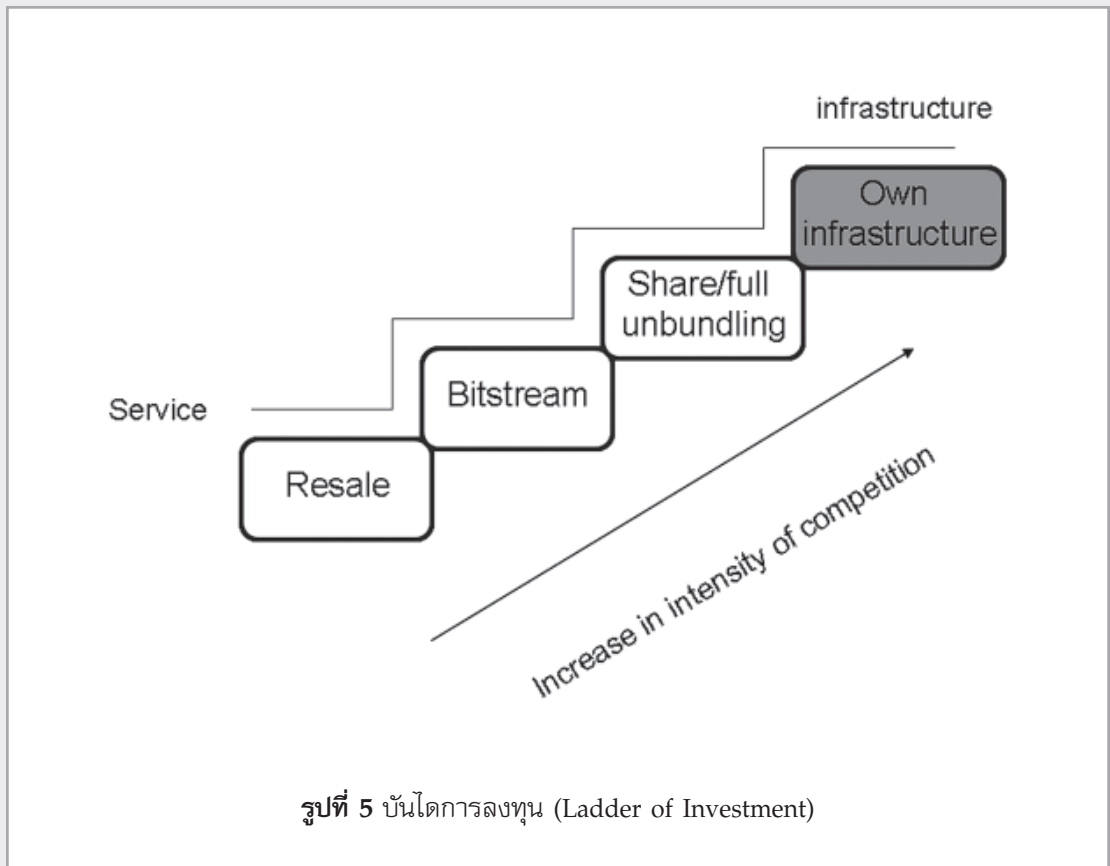 infrastructure
Own
infrastructure
Share/full
unbundling
Bitstream
Service
Resale
Increase in intensity of competition
รูปที่ 5 บันไดการลงทุน (Ladder of Investment)